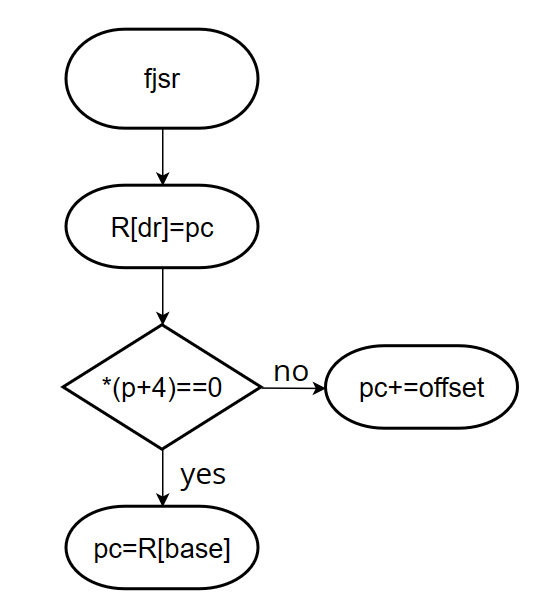 fjsr
R[dr]=pc
*(p+4)==0
no
pc+=offset
yes
pc=R[base]